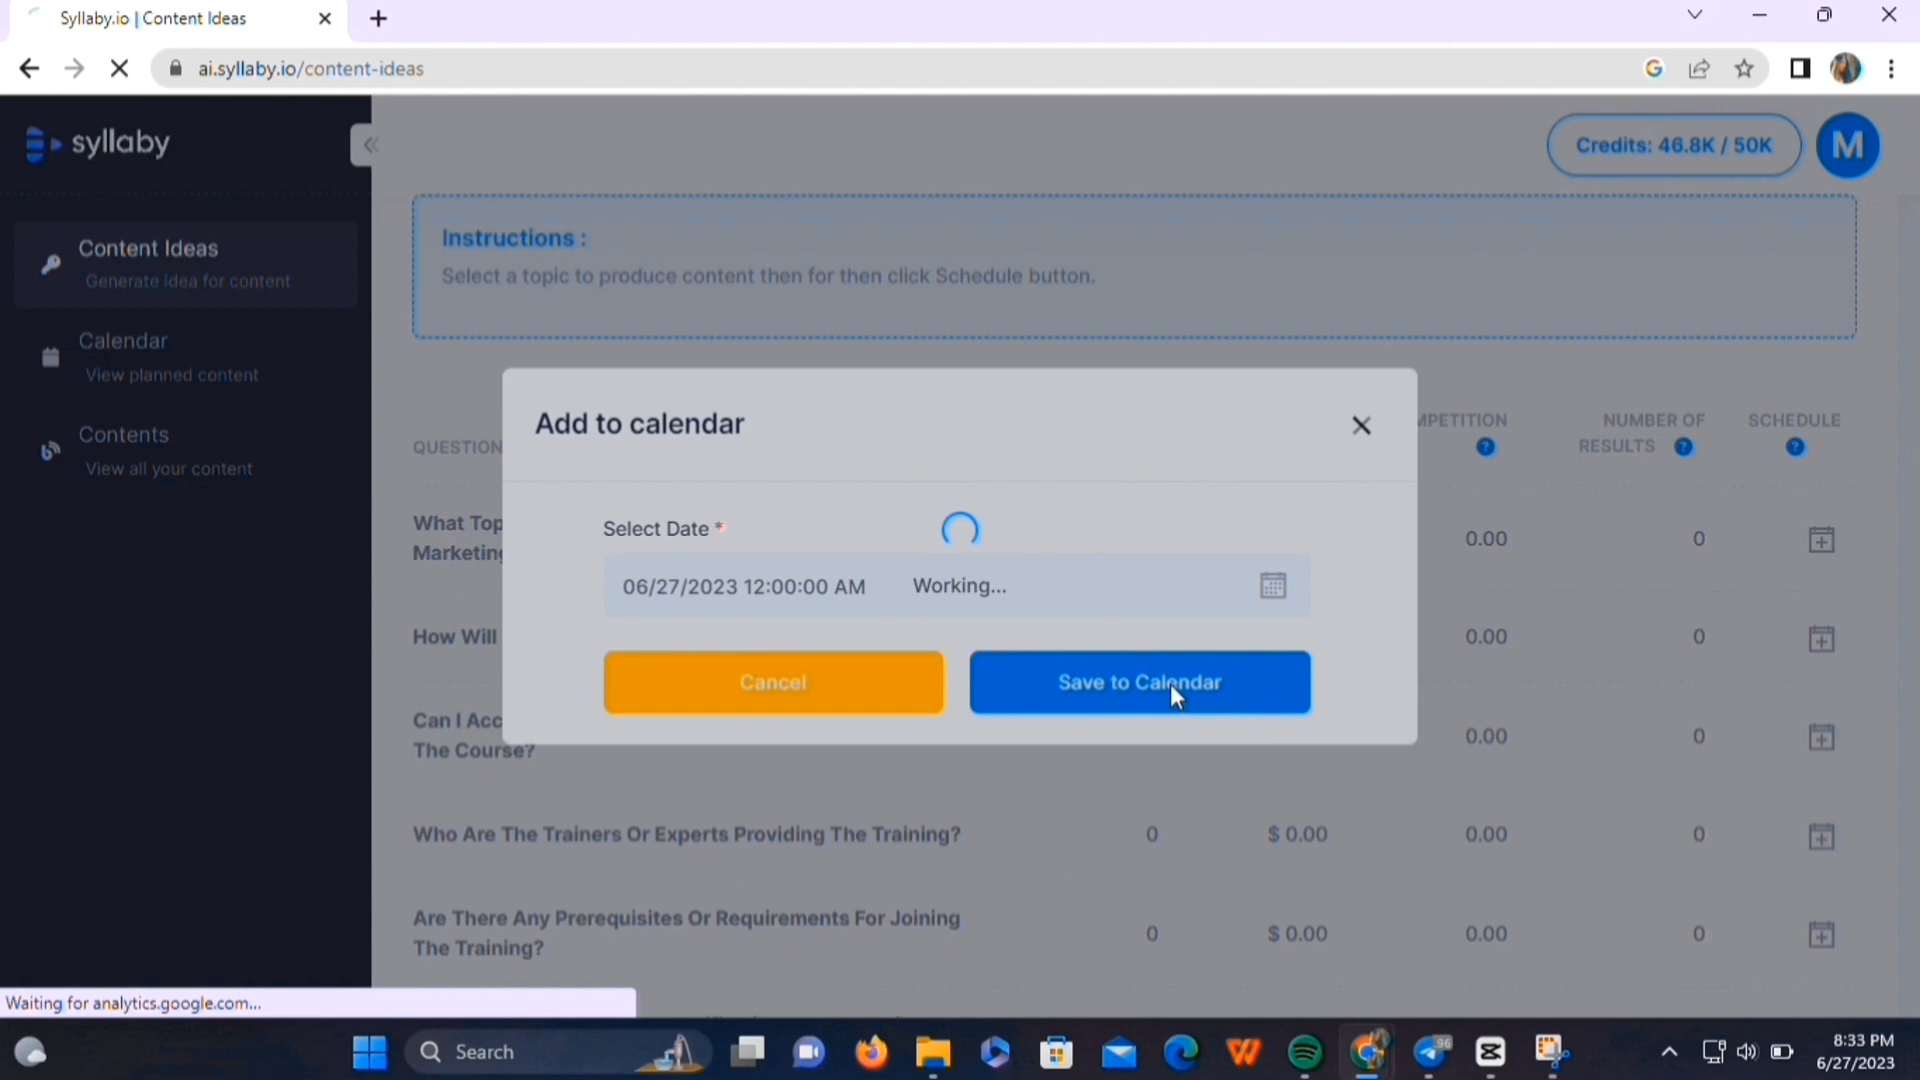 Syllaby.io | Content Ideas
ai.syllaby.io/content-ideas
syllaby
Credits: 46.8K / 50K
M
Content Ideas
Generate idea for content
Calendar
View planned content
Contents
View all your content
Instructions :
Select a topic to produce content then for then click Schedule button.
QUESTION
MPETITION
NUMBER OF
RESULTS
SCHEDULE
Add to calendar
Select Date *
06/27/2023 12:00:00 AM
Working...
Cancel
Save to Calendar
What Top
Marketing
0.00 0
How Will
0.00 0
Can I Acc
The Course?
0.00 0
Who Are The Trainers Or Experts Providing The Training?
0 $ 0.00 0.00 0
Are There Any Prerequisites Or Requirements For Joining
The Training?
0 $ 0.00 0.00 0
Waiting for analytics.google.com...
Search
96
8:33 PM
6/27/2023